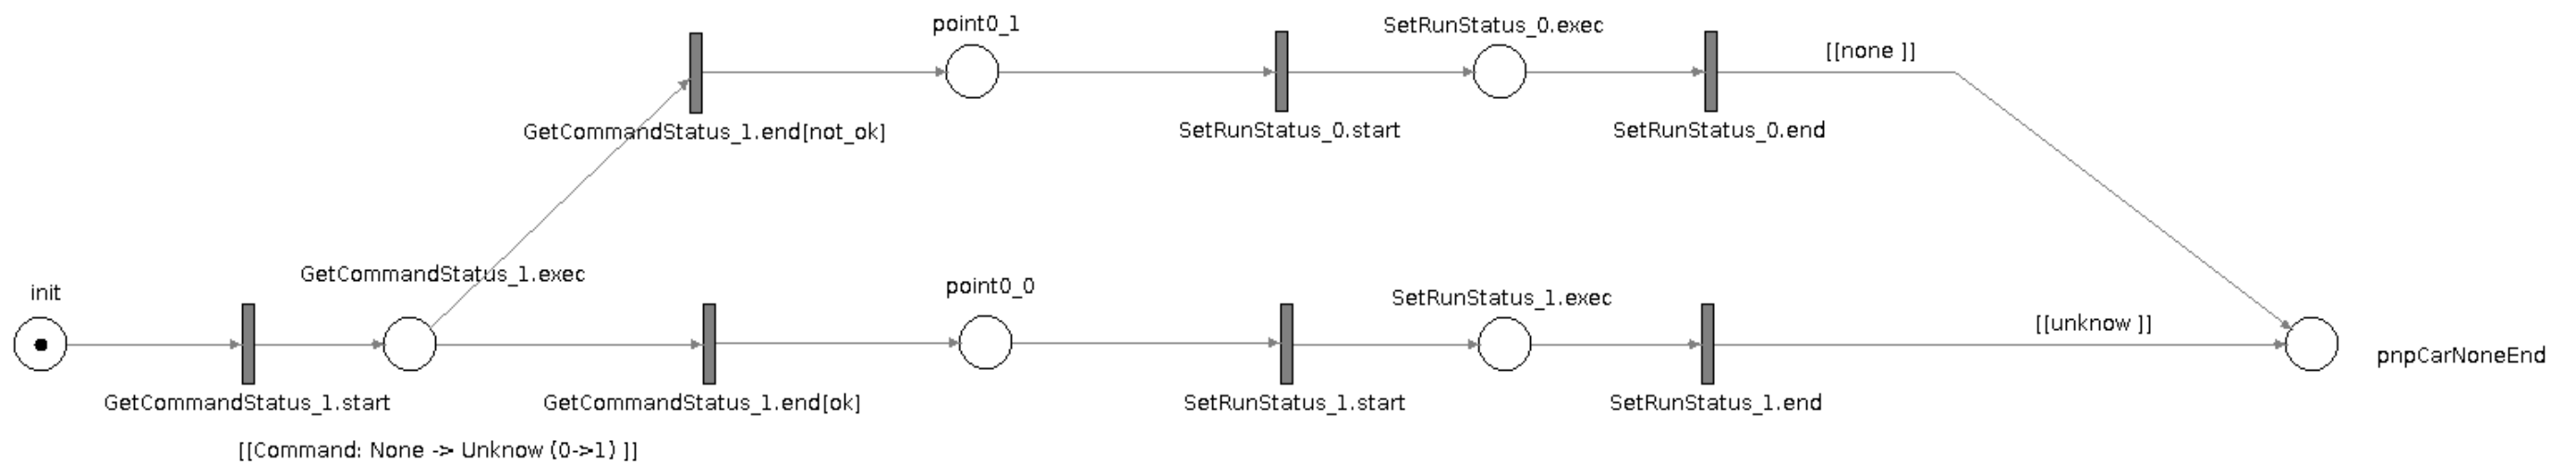 point0_1
SetRunStatus_0.exec
[[none ]]
GetCommandStatus_1.end[not_ok]
SetRunStatus_0.start
SetRunStatus_0.end
init
GetCommandStatus_1.exec
point0_0
SetRunStatus_1.exec
[[unknow ]]
pnpCarNoneEnd
GetCommandStatus_1.start
GetCommandStatus_1.end[ok]
SetRunStatus_1.start
SetRunStatus_1.end
[[Command: None -> Unknow (0->1) ]]